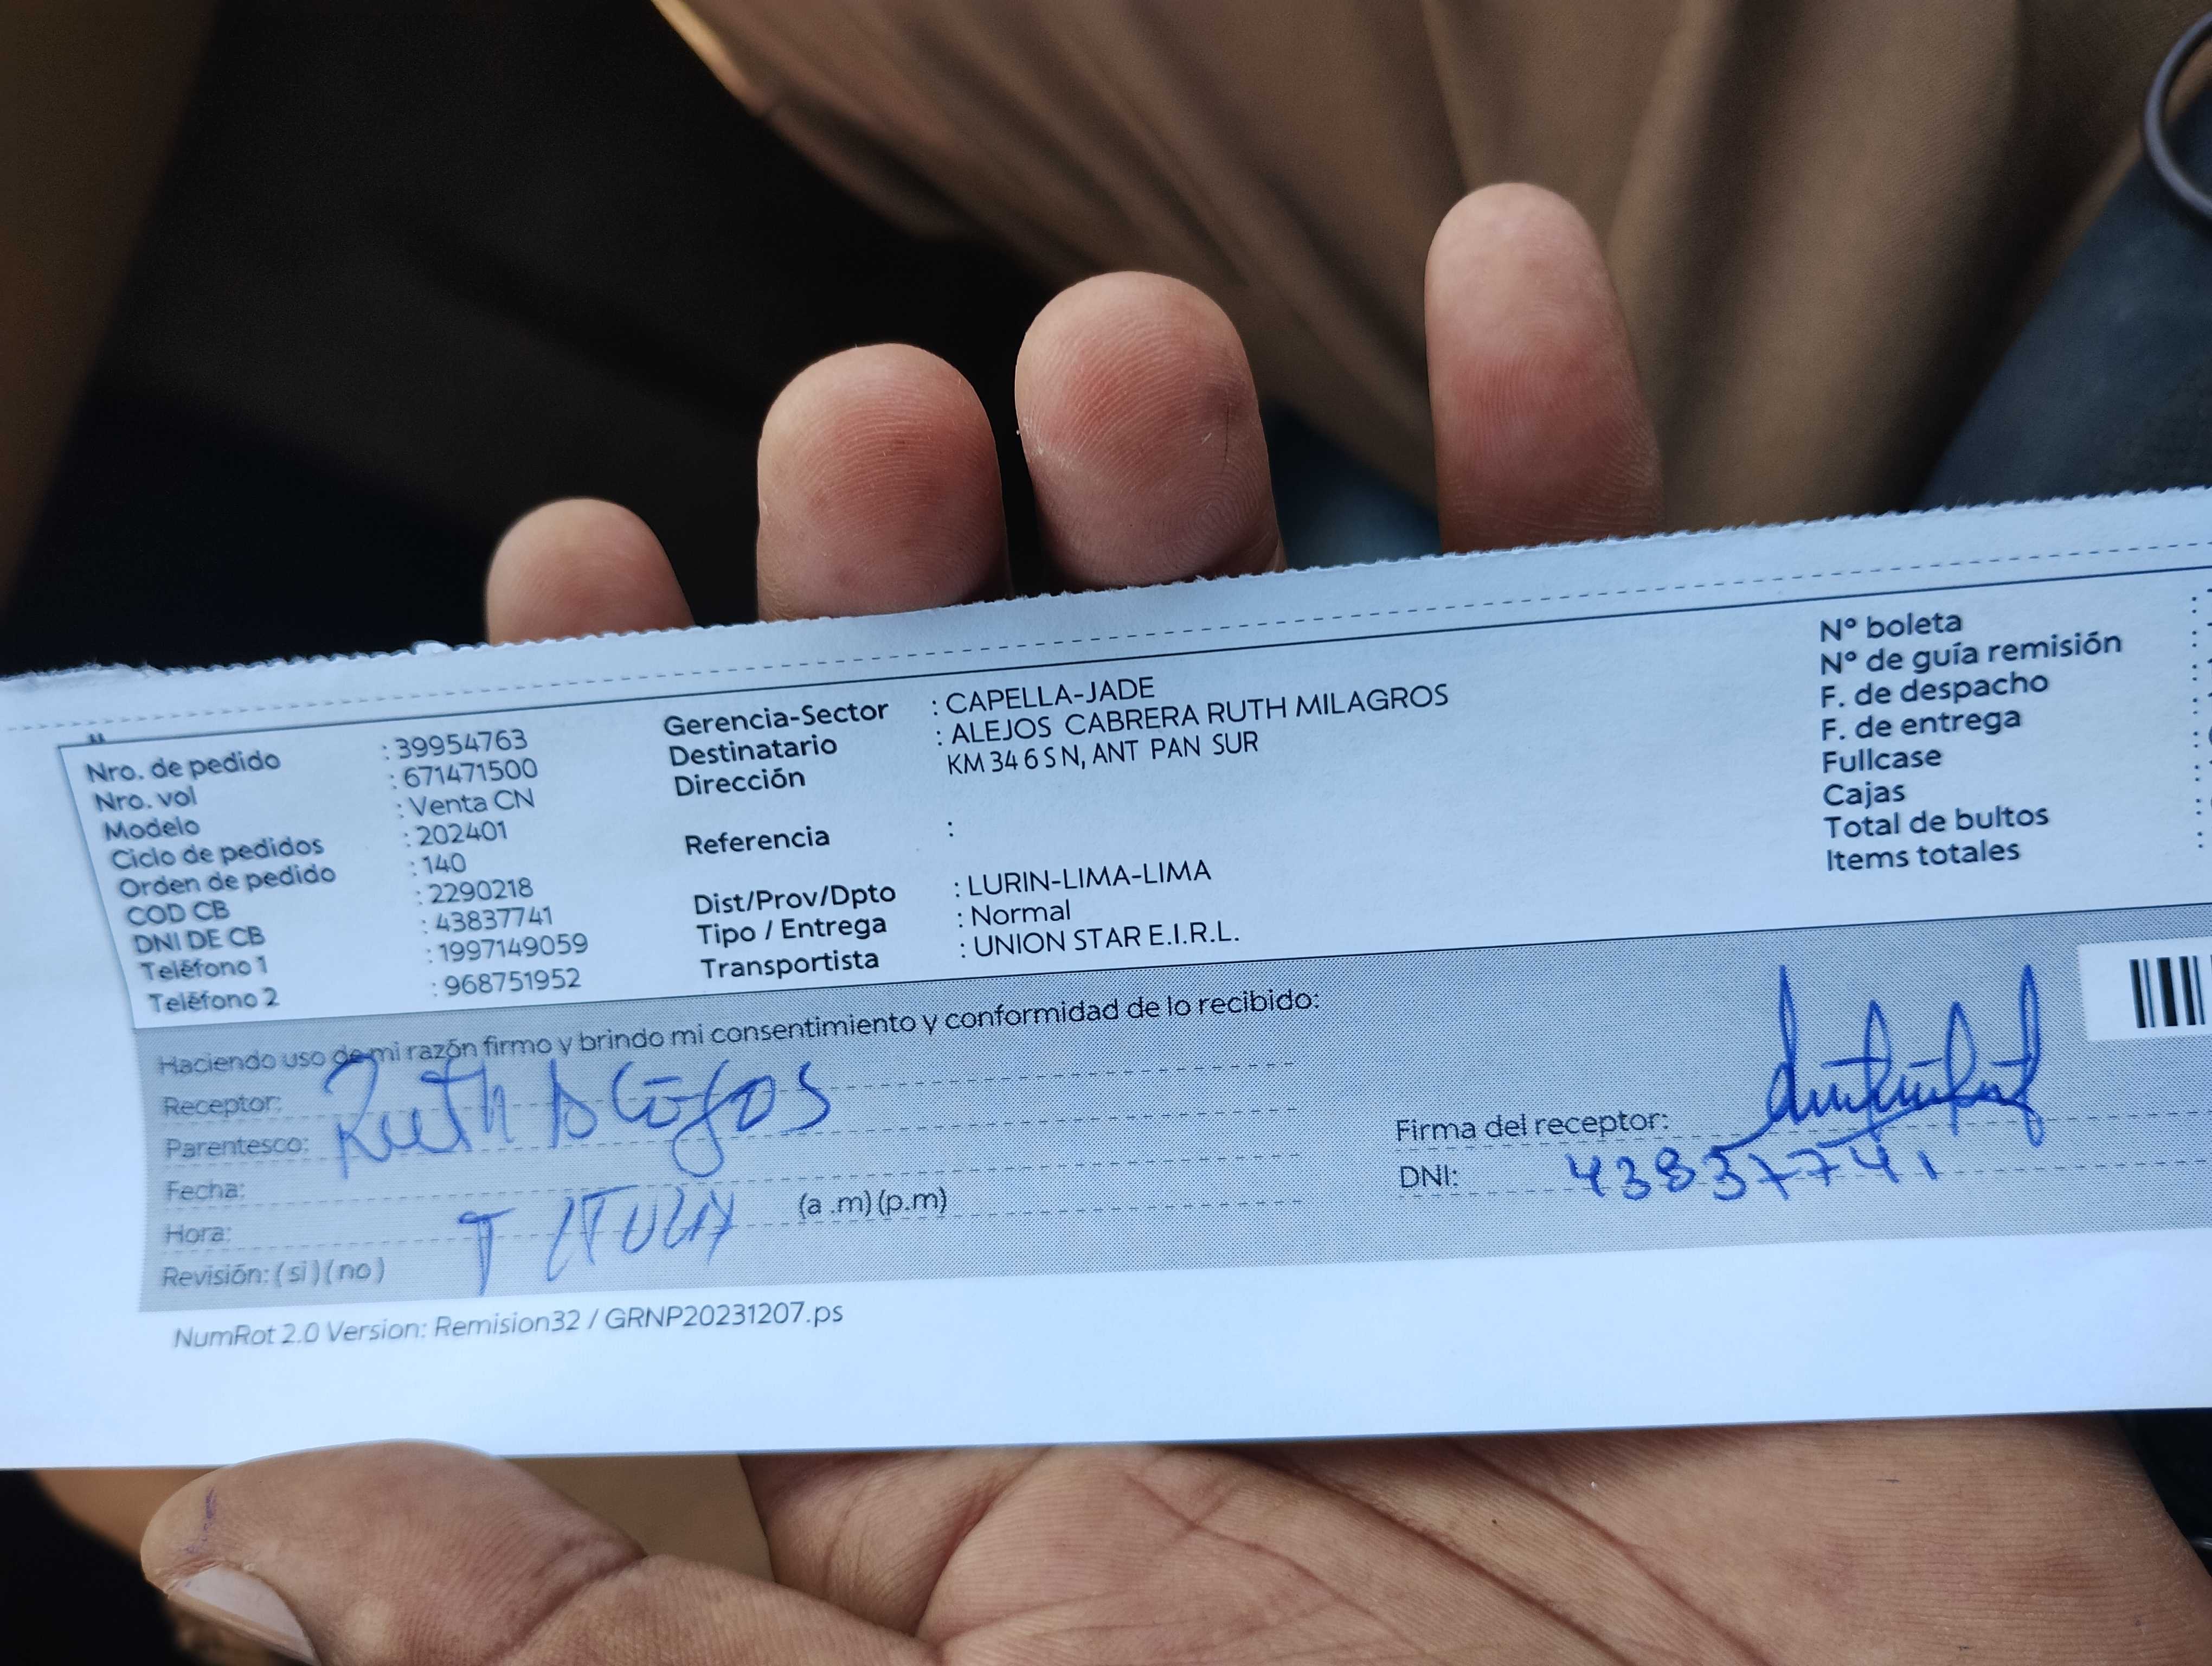 Nro. de pedido : 39954763
Nro. vol : 671471500
Modelo : Venta CN
Ciclo de pedidos : 202401
Orden de pedido : 140
COD CB : 2290218
DNI DE CB : 43837741
Teléfono 1 : 1997149059
Teléfono 2 : 968751952
Gerencia-Sector : CAPELLA-JADE
Destinatario : ALEJOS CABRERA RUTH MILAGROS
Dirección KM 34 6 S N, ANT PAN SUR
Referencia :
Dist/Prov/Dpto : LURIN-LIMA-LIMA
Tipo / Entrega : Normal
Transportista : UNION STAR E.I.R.L.
N° boleta :
N° de guía remisión :
F. de despacho :
F. de entrega :
Fullcase :
Cajas :
Total de bultos :
Items totales :
Haciendo uso de mi razón firmo y brindo mi consentimiento y conformidad de lo recibido:
Receptor: Ruth Alejos
Parentesco:
Fecha:
Hora: TITULAR (a .m) (p.m)
Revisión: ( si ) ( no )
Firma del receptor:
DNI: 43837741
NumRot 2.0 Version: Remision32 / GRNP20231207.ps